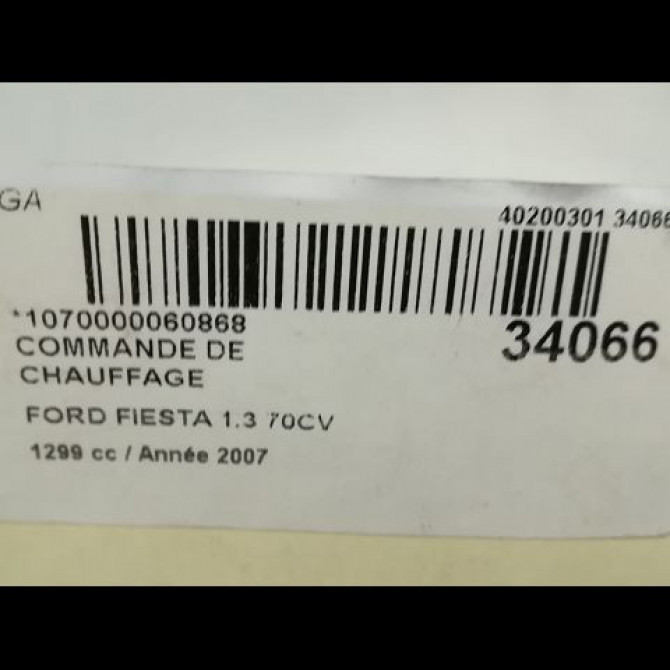 GA
40200301 34066
*1070000060868
34066
COMMANDE DE
CHAUFFAGE
FORD FIESTA 1.3 70CV
1299 cc / Année 2007